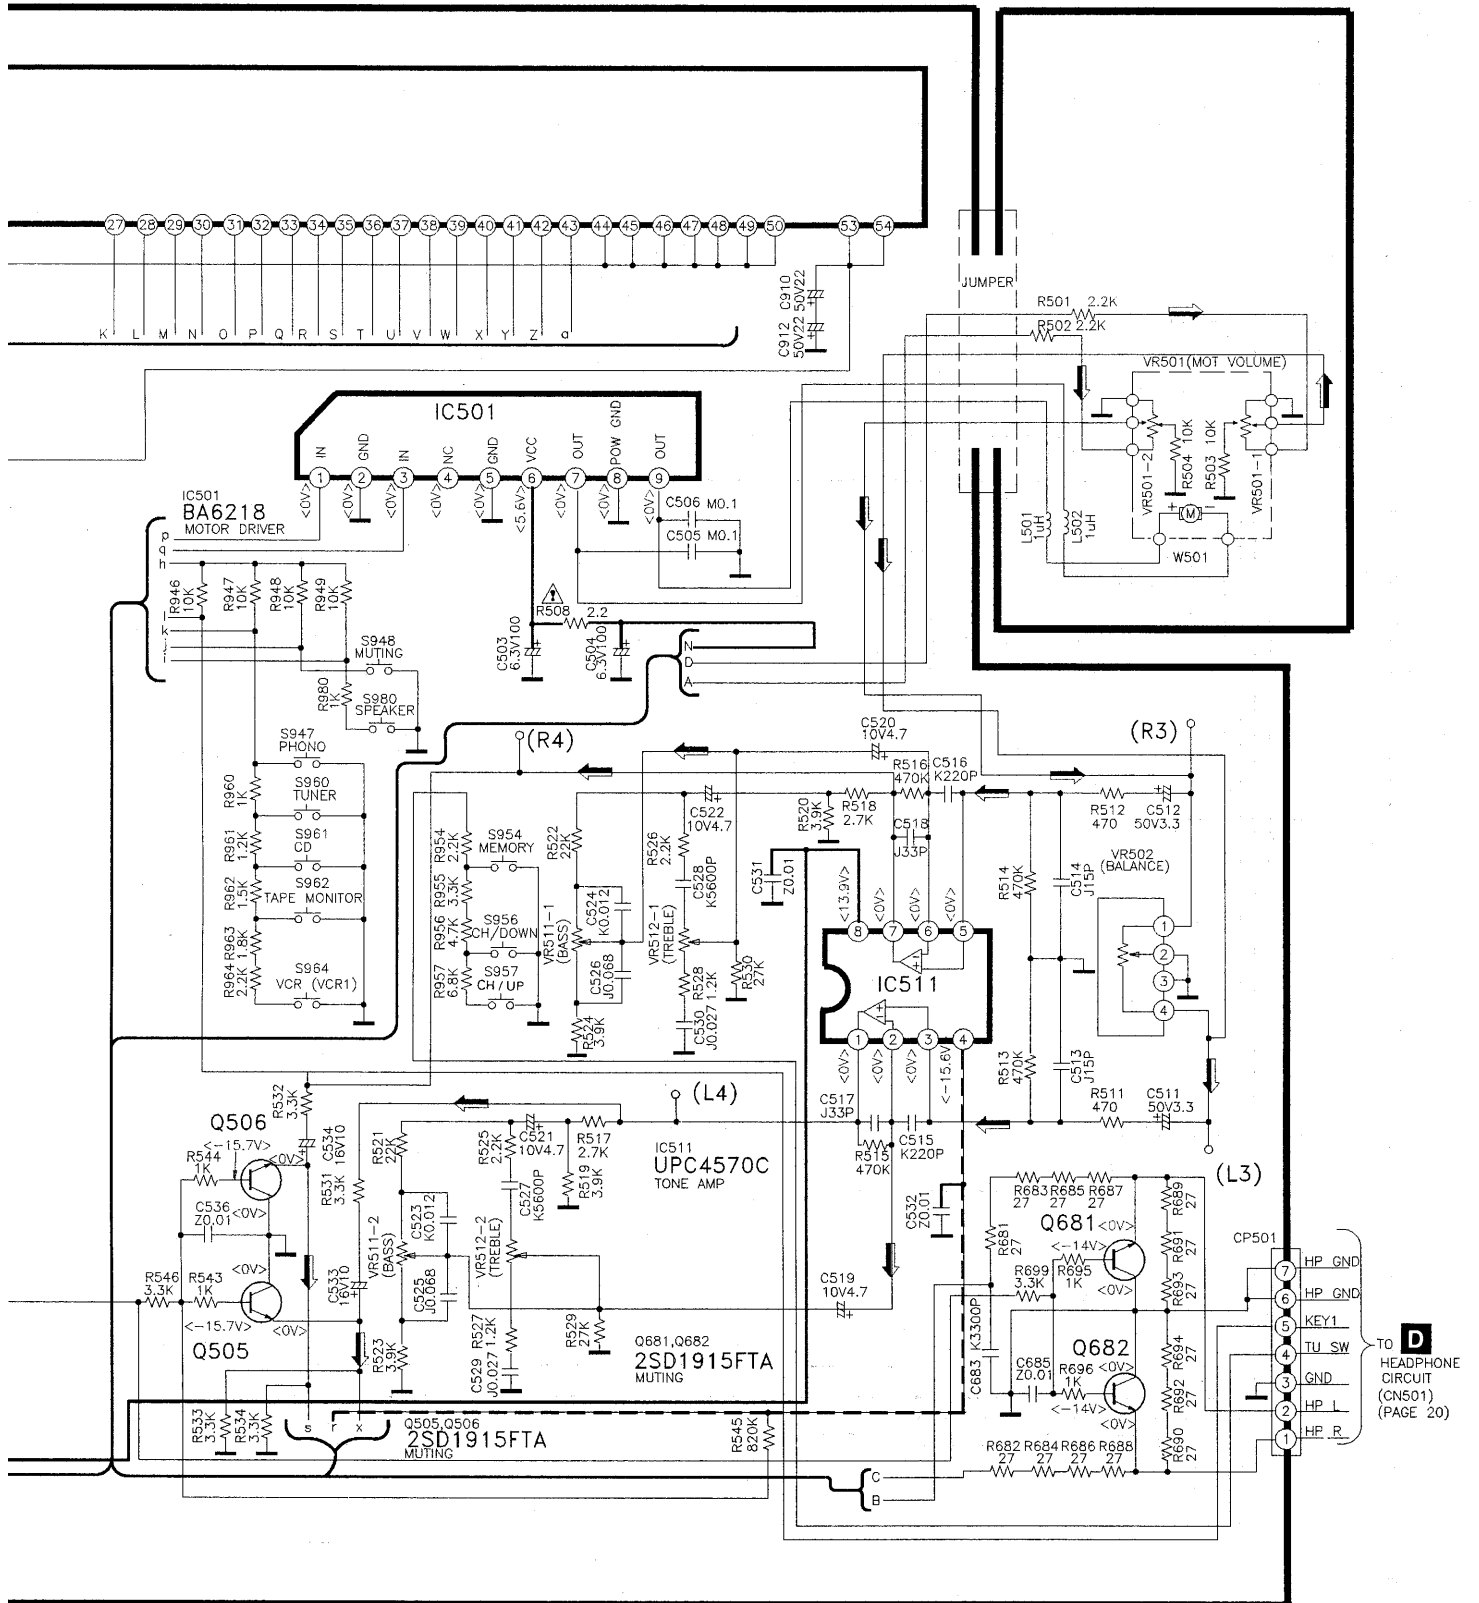 27 28 29 30 31 32 33 34 35 36 37 38 39 40 41 42 43 44 45 46 47 48 49 50 53 54
JUMPER
C910
50V22
C912
50V22
K L M N O P Q R S T U V W X Y Z a
R501 2.2K
R502 2.2K
VR501(MOT VOLUME)
R504 10K
R503 10K
VR501-2
VR501-1
+ M -
W501
L501
1uH
L502
1uH
IC501
IN GND IN NC GND VCC OUT POW GND OUT
1 2 3 4 5 6 7 8 9
<0V> <0V> <0V> <0V> <0V> <5.6V> <0V> <0V> <0V>
IC501
BA6218
MOTOR DRIVER
C506 M0.1
C505 M0.1
p
q
h
l
k
j
i
R946
10K
R947
10K
R948
10K
R949
10K
R508 2.2
C503
6.3V100
C504
6.3V100
N
D
A
S948
MUTING
R980
1K
S980
SPEAKER
S947
PHONO
R960
1K
S960
TUNER
R961
1.2K
S961
CD
R962
1.5K
S962
TAPE MONITOR
R963
1.8K
R964
2.2K
S964
VCR (VCR1)
(R4)
(R3)
C520
10V4.7
R516
470K
C516
K220P
C522
10V4.7
R520
3.9K
R518
2.7K
C518
J33P
R512
470
C512
50V3.3
R954
2.2K
S954
MEMORY
R955
3.3K
R956
4.7K
S956
CH/DOWN
R957
6.8K
S957
CH/UP
R522
22K
VR511-1
(BASS)
C524
K0.012
C526
J0.068
R524
3.9K
R526
2.2K
C528
K5600P
VR512-1
(TREBLE)
R528
1.2K
C530
J0.027
R530
27K
C531
Z0.01
<13.9V> <0V> <0V> <0V>
8 7 6 5
IC511
1 2 3 4
<0V> <0V> <0V> <-15.6V>
R514
470K
C514
J15P
VR502
(BALANCE)
1
2
3
4
R513
470K
C513
J15P
R511
470
C511
50V3.3
(L3)
(L4)
C517
J33P
R515
470K
C515
K220P
IC511
UPC4570C
TONE AMP
R532
3.3K
C534
16V10
R531
3.3K
C533
16V10
Q506
<-15.7V>
<0V>
R544
1K
C536
Z0.01
<0V>
R546
3.3K
R543
1K
<0V>
<-15.7V>
<0V>
Q505
R521
22K
VR511-2
(BASS)
C523
K0.012
C525
J0.068
R523
3.9K
R525
2.2K
C521
10V4.7
C527
K5600P
R519
3.9K
R517
2.7K
VR512-2
(TREBLE)
R527
1.2K
C529
J0.027
R529
27K
Q681,Q682
2SD1915FTA
MUTING
C519
10V4.7
C532
Z0.01
R683
27
R685
27
R687
27
R689
27
R681
27
Q681
<0V>
<-14V>
R691
27
R699
3.3K
R695
1K
<0V>
R693
27
C683 K3300P
Q682
R694
27
C685
Z0.01
R696
1K
<0V>
<-14V>
<0V>
R692
27
R690
27
R682
27
R684
27
R686
27
R688
27
CP501
7 HP GND
6 HP GND
5 KEY1
4 TU SW
3 GND
2 HP L
1 HP R
TO D
HEADPHONE
CIRCUIT
(CN501)
(PAGE 20)
R533
3.3K
R534
3.3K
s r x
Q505,Q506
2SD1915FTA
MUTING
R545
820K
C
B